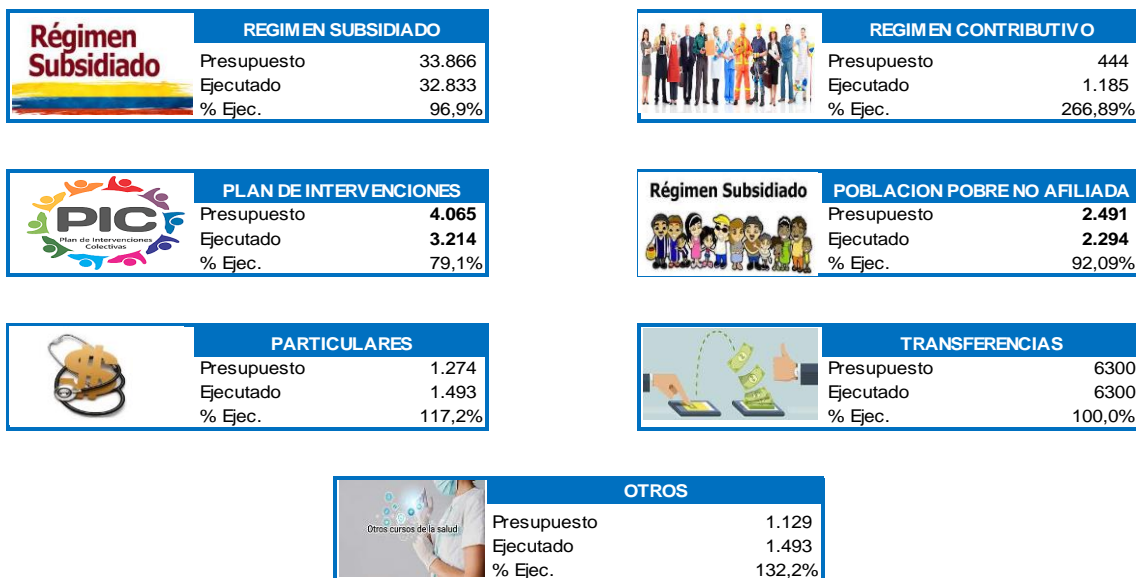 Régimen
Subsidiado
REGIMEN SUBSIDIADO
Presupuesto 33.866
Ejecutado 32.833
% Ejec. 96,9%
REGIMEN CONTRIBUTIVO
Presupuesto 444
Ejecutado 1.185
% Ejec. 266,89%
PIC
Plan de Intervenciones
Colectivas
PLAN DE INTERVENCIONES
Presupuesto 4.065
Ejecutado 3.214
% Ejec. 79,1%
Régimen Subsidiado
POBLACION POBRE NO AFILIADA
Presupuesto 2.491
Ejecutado 2.294
% Ejec. 92,09%
PARTICULARES
Presupuesto 1.274
Ejecutado 1.493
% Ejec. 117,2%
TRANSFERENCIAS
Presupuesto 6300
Ejecutado 6300
% Ejec. 100,0%
Otros cursos de la salud
OTROS
Presupuesto 1.129
Ejecutado 1.493
% Ejec. 132,2%